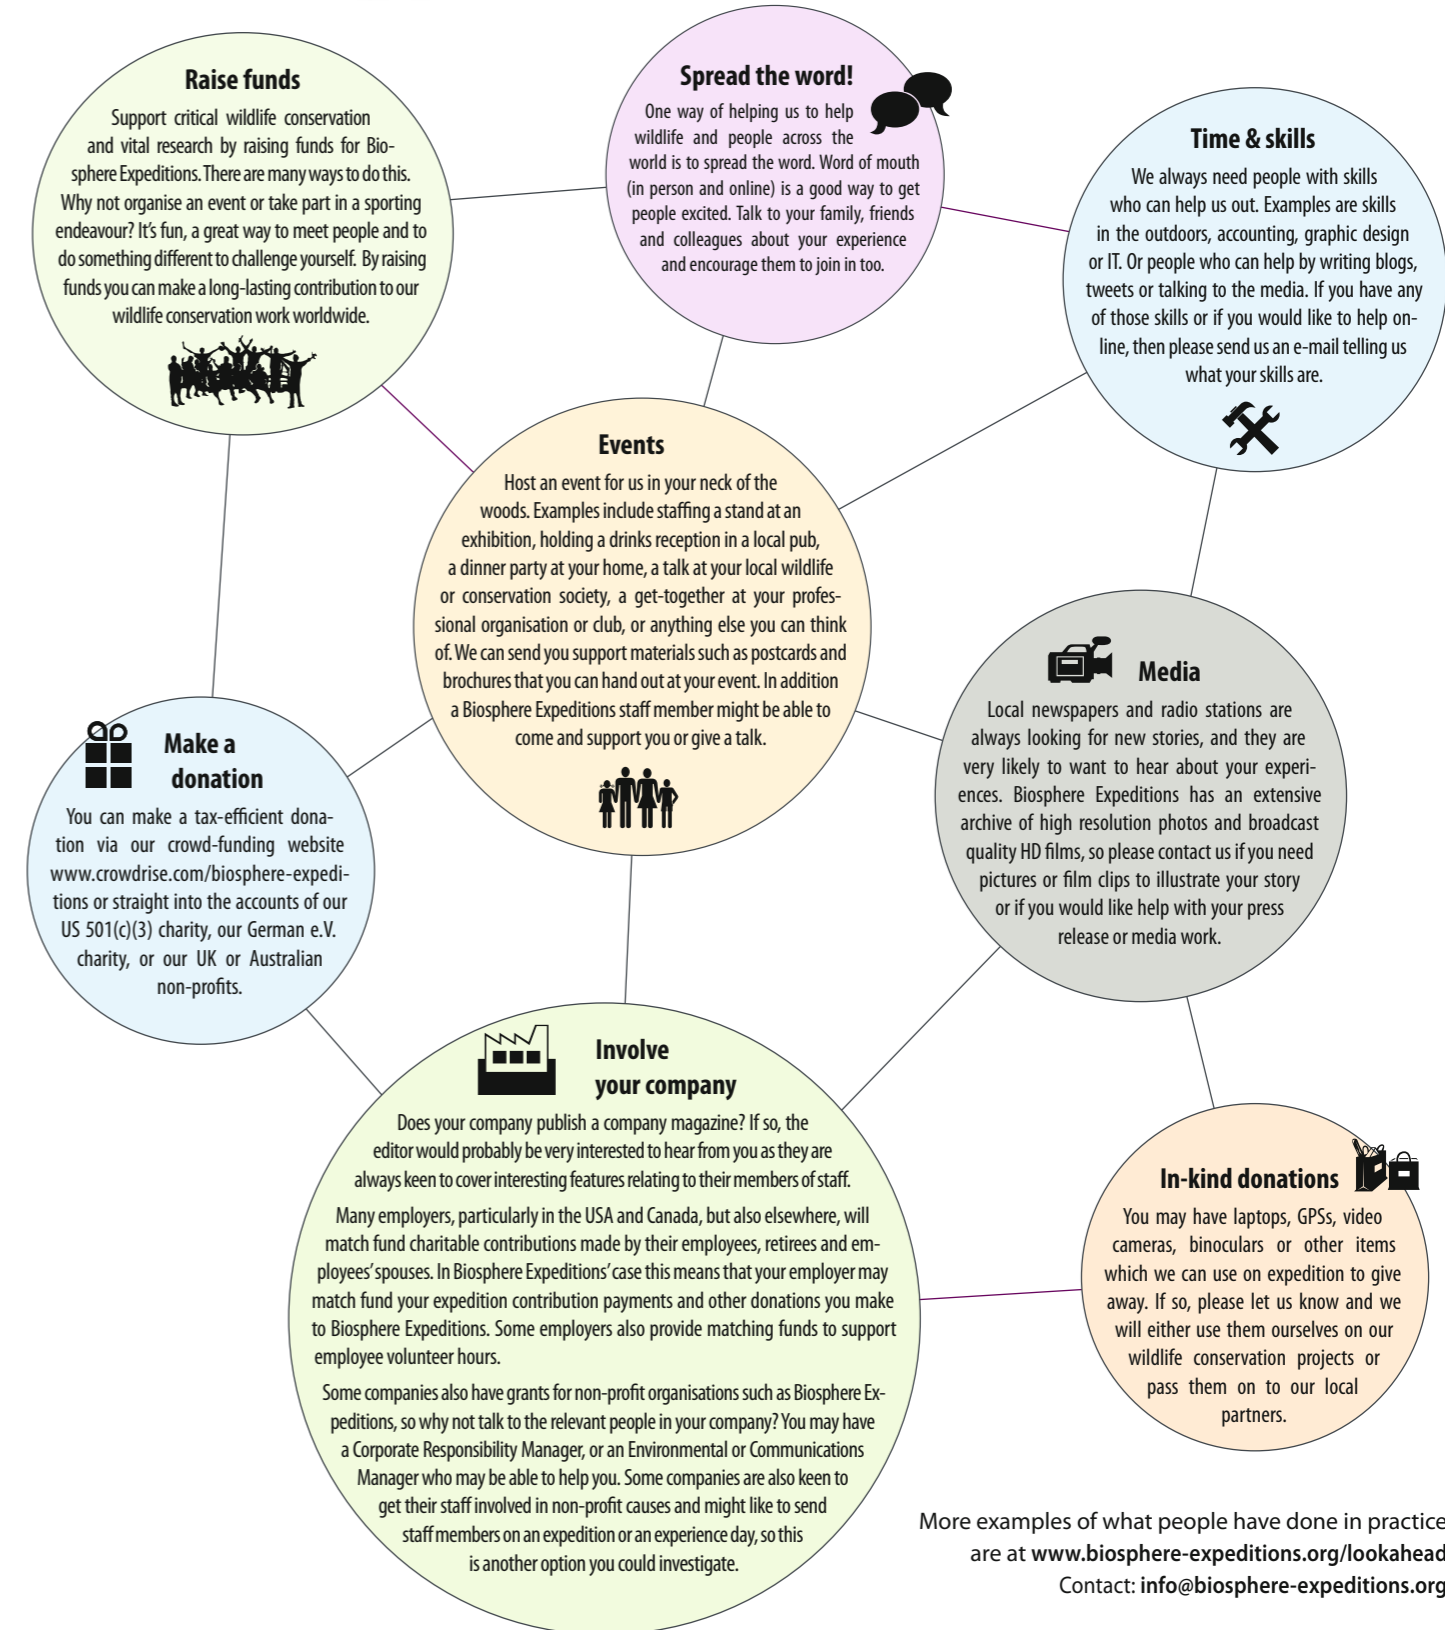 Raise funds
Support critical wildlife conservation
and vital research by raising funds for Bio-
sphere Expeditions. There are many ways to do this.
Why not organise an event or take part in a sporting
endeavour? It's fun, a great way to meet people and to
do something different to challenge yourself. By raising
funds you can make a long-lasting contribution to our
wildlife conservation work worldwide.
Spread the word!
One way of helping us to help
wildlife and people across the
world is to spread the word. Word of mouth
(in person and online) is a good way to get
people excited. Talk to your family, friends
and colleagues about your experience
and encourage them to join in too.
Time & skills
We always need people with skills
who can help us out. Examples are skills
in the outdoors, accounting, graphic design
or IT. Or people who can help by writing blogs,
tweets or talking to the media. If you have any
of those skills or if you would like to help on-
line, then please send us an e-mail telling us
what your skills are.
Events
Host an event for us in your neck of the
woods. Examples include staffing a stand at an
exhibition, holding a drinks reception in a local pub,
a dinner party at your home, a talk at your local wildlife
or conservation society, a get-together at your profes-
sional organisation or club, or anything else you can think
of. We can send you support materials such as postcards and
brochures that you can hand out at your event. In addition
a Biosphere Expeditions staff member might be able to
come and support you or give a talk.
Media
Local newspapers and radio stations are
always looking for new stories, and they are
very likely to want to hear about your experi-
ences. Biosphere Expeditions has an extensive
archive of high resolution photos and broadcast
quality HD films, so please contact us if you need
pictures or film clips to illustrate your story
or if you would like help with your press
release or media work.
Make a
donation
You can make a tax-efficient dona-
tion via our crowd-funding website
www.crowdrise.com/biosphere-expedi-
tions or straight into the accounts of our
US 501(c)(3) charity, our German e.V.
charity, or our UK or Australian
non-profits.
Involve
your company
Does your company publish a company magazine? If so, the
editor would probably be very interested to hear from you as they are
always keen to cover interesting features relating to their members of staff.
Many employers, particularly in the USA and Canada, but also elsewhere, will
match fund charitable contributions made by their employees, retirees and em-
ployees' spouses. In Biosphere Expeditions' case this means that your employer may
match fund your expedition contribution payments and other donations you make
to Biosphere Expeditions. Some employers also provide matching funds to support
employee volunteer hours.
Some companies also have grants for non-profit organisations such as Biosphere Ex-
peditions, so why not talk to the relevant people in your company? You may have
a Corporate Responsibility Manager, or an Environmental or Communications
Manager who may be able to help you. Some companies are also keen to
get their staff involved in non-profit causes and might like to send
staff members on an expedition or an experience day, so this
is another option you could investigate.
In-kind donations
You may have laptops, GPSs, video
cameras, binoculars or other items
which we can use on expedition to give
away. If so, please let us know and we
will either use them ourselves on our
wildlife conservation projects or
pass them on to our local
partners.
More examples of what people have done in practice
are at www.biosphere-expeditions.org/lookahead
Contact: info@biosphere-expeditions.org